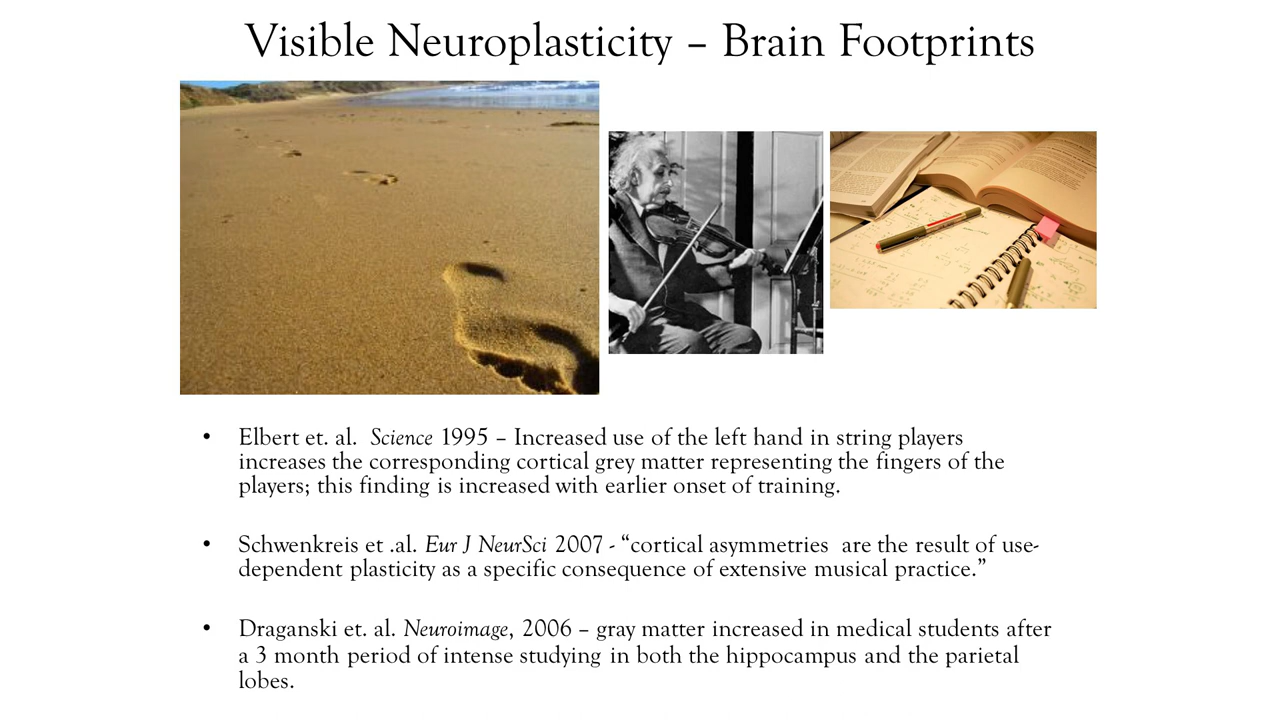 Visible Neuroplasticity – Brain Footprints
• Elbert et. al.  Science 1995 – Increased use of the left hand in string players
increases the corresponding cortical grey matter representing the fingers of the
players; this finding is increased with earlier onset of training.
• Schwenkreis et .al. Eur J NeurSci 2007 - “cortical asymmetries  are the result of use-
dependent plasticity as a specific consequence of extensive musical practice.”
• Draganski et. al. Neuroimage, 2006 – gray matter increased in medical students after
a 3 month period of intense studying in both the hippocampus and the parietal
lobes.